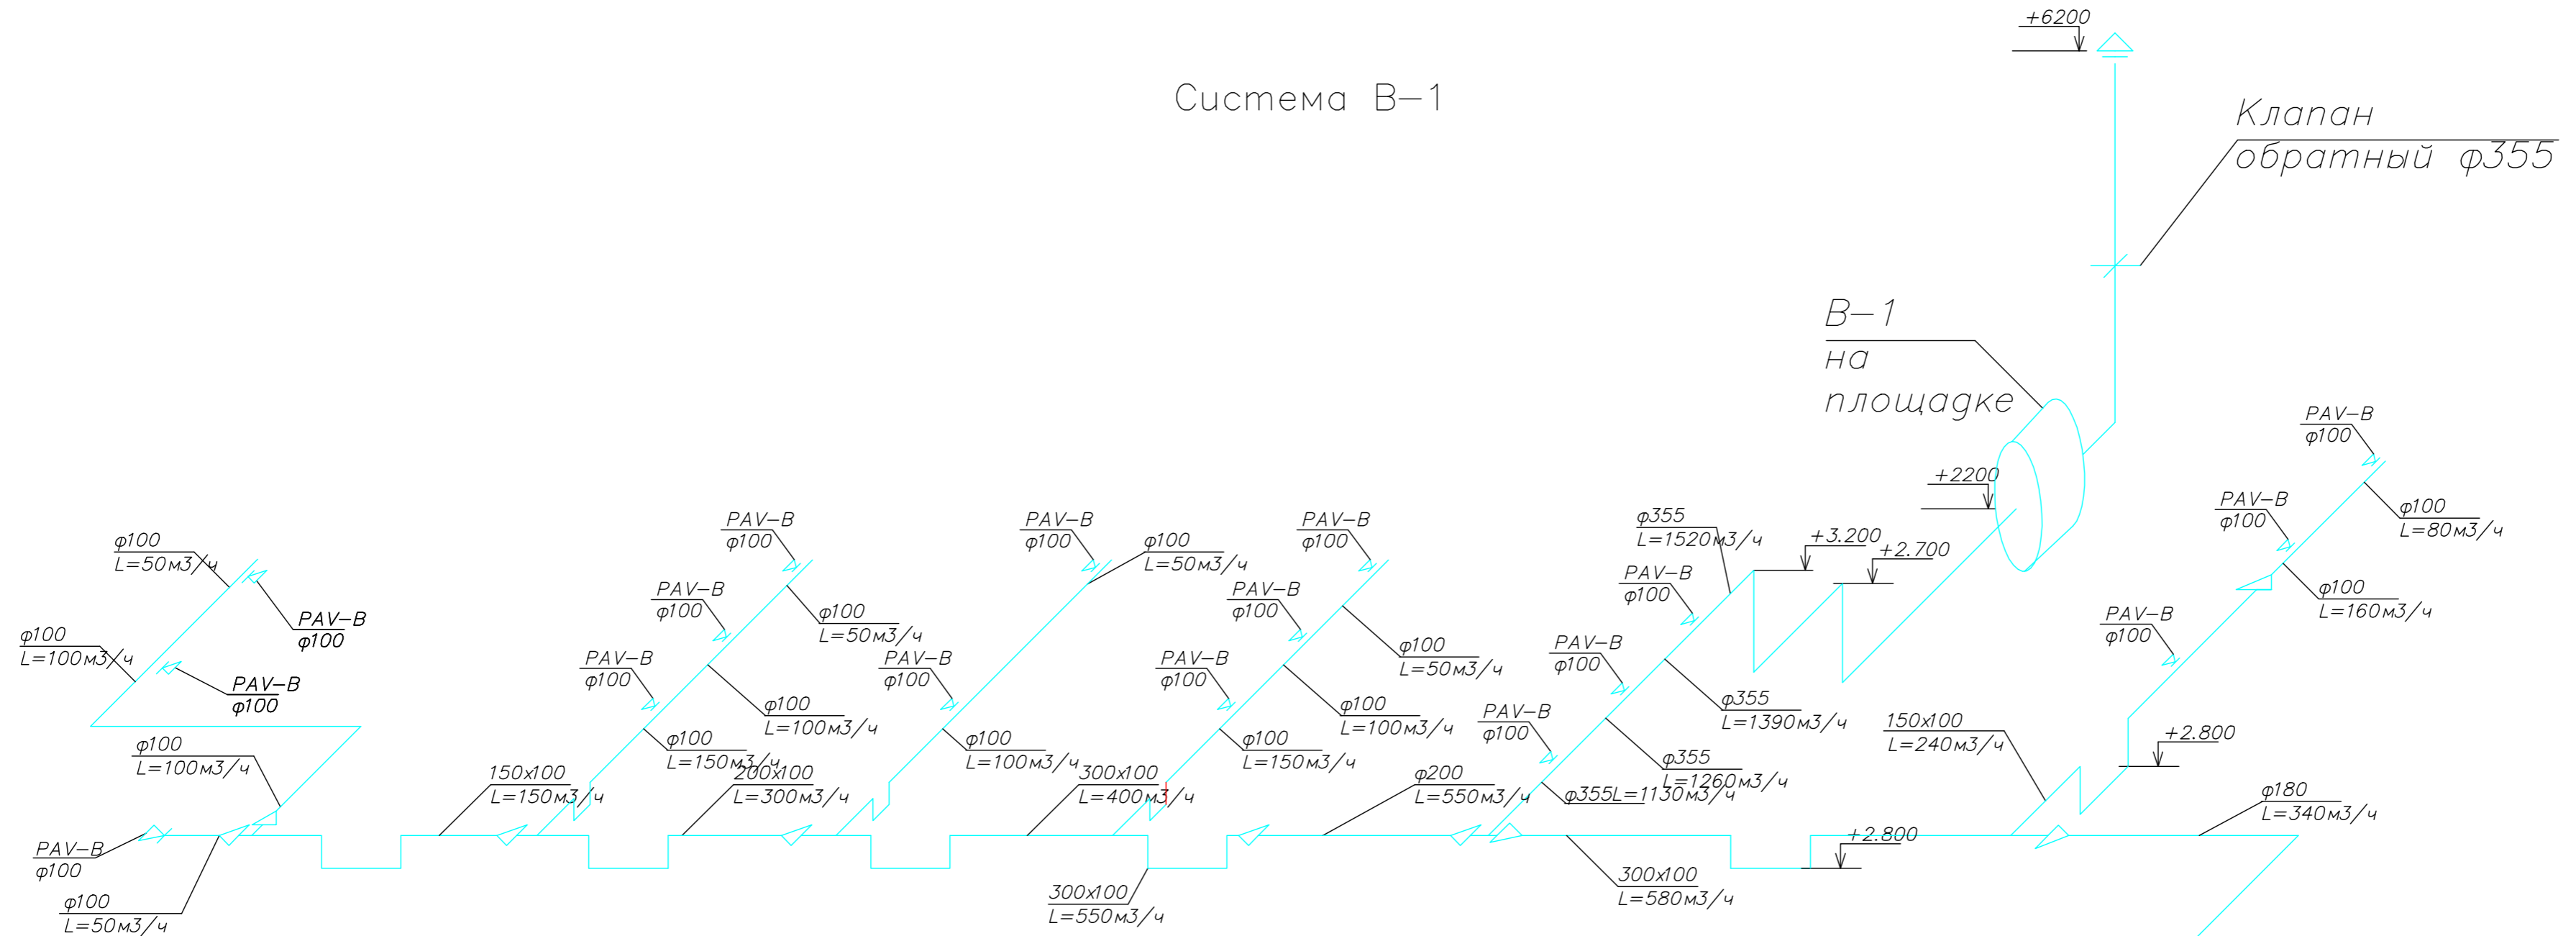 +6200
Система В-1
Клапан
обратный φ355
В-1
на
площадке
+2200
PAV-B
φ100
PAV-B
φ100
φ100
L=80м3/ч
φ100
L=160м3/ч
PAV-B
φ100
150x100
L=240м3/ч
+2.800
φ180
L=340м3/ч
φ100
L=50м3/ч
φ100
L=100м3/ч
PAV-B
φ100
PAV-B
φ100
φ100
L=100м3/ч
PAV-B
φ100
φ100
L=50м3/ч
PAV-B
φ100
PAV-B
φ100
PAV-B
φ100
φ100
L=50м3/ч
φ100
L=100м3/ч
φ100
L=150м3/ч
150x100
L=150м3/ч
200x100
L=300м3/ч
PAV-B
φ100
φ100
L=50м3/ч
PAV-B
φ100
φ100
L=100м3/ч
300x100
L=400м3/ч
PAV-B
φ100
PAV-B
φ100
PAV-B
φ100
φ100
L=50м3/ч
φ100
L=100м3/ч
φ100
L=150м3/ч
300x100
L=550м3/ч
φ200
L=550м3/ч
φ355
L=1520м3/ч
+3.200
+2.700
PAV-B
φ100
PAV-B
φ100
PAV-B
φ100
φ355
L=1390м3/ч
φ355
L=1260м3/ч
φ355L=1130м3/ч
+2.800
300x100
L=580м3/ч